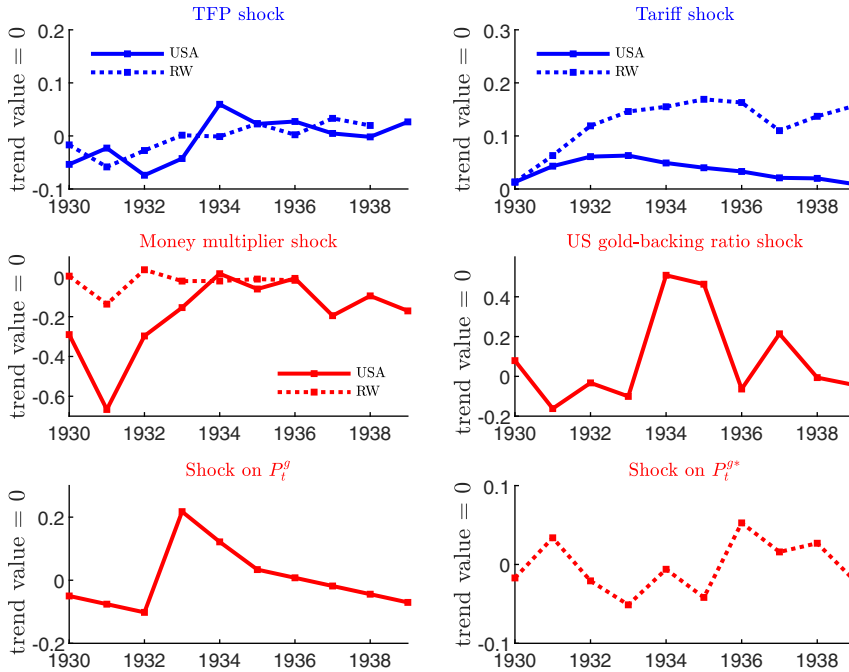 TFP shock
trend value = 0
0.2
0.1
0
-0.1
USA
RW
1930
1932
1934
1936
1938
Tariff shock
trend value = 0
0.3
0.2
0.1
0
USA
RW
1930
1932
1934
1936
1938
Money multiplier shock
trend value = 0
0
-0.2
-0.4
-0.6
USA
RW
1930
1932
1934
1936
1938
US gold-backing ratio shock
trend value = 0
0.4
0.2
0
-0.2
1930
1932
1934
1936
1938
Shock on $P_t^g$
trend value = 0
0.2
0
-0.2
1930
1932
1934
1936
1938
Shock on $P_t^{g*}$
trend value = 0
0.1
0
-0.1
1930
1932
1934
1936
1938